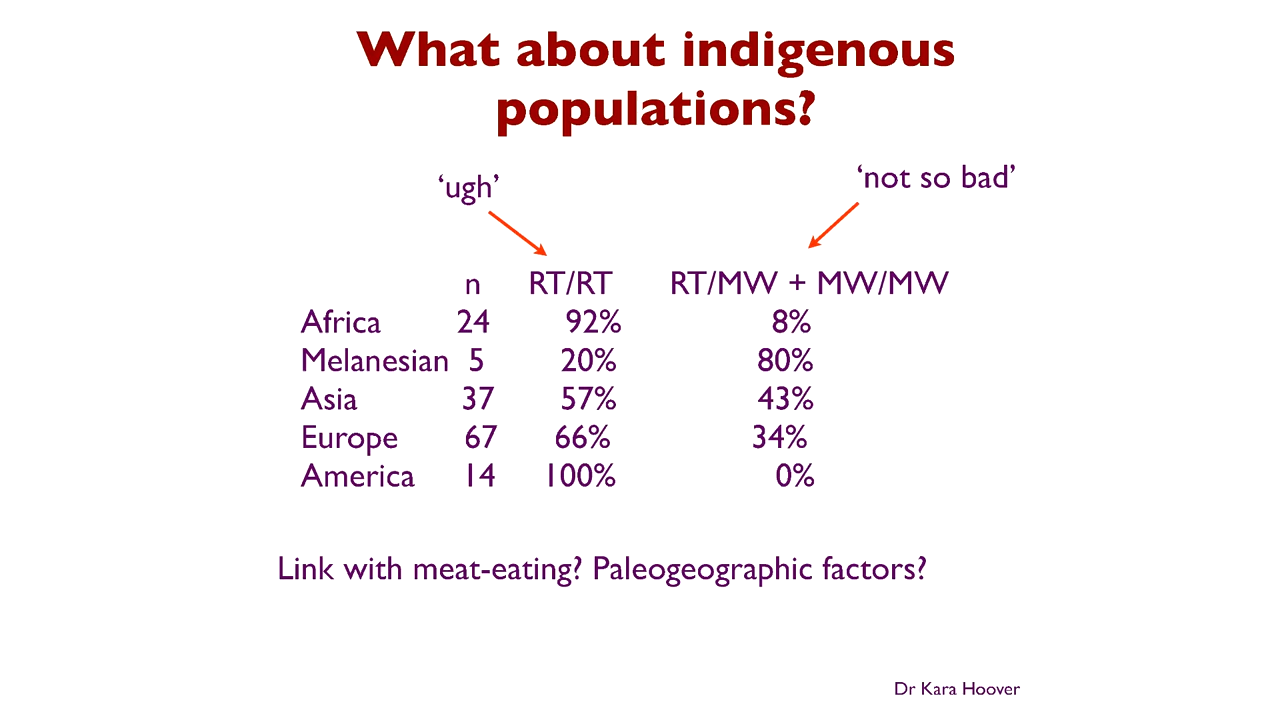 What about indigenous
populations?
‘ugh’
‘not so bad’
n RT/RT RT/MW + MW/MW
Africa 24 92% 8%
Melanesian 5 20% 80%
Asia 37 57% 43%
Europe 67 66% 34%
America 14 100% 0%
Link with meat-eating? Paleogeographic factors?
Dr Kara Hoover